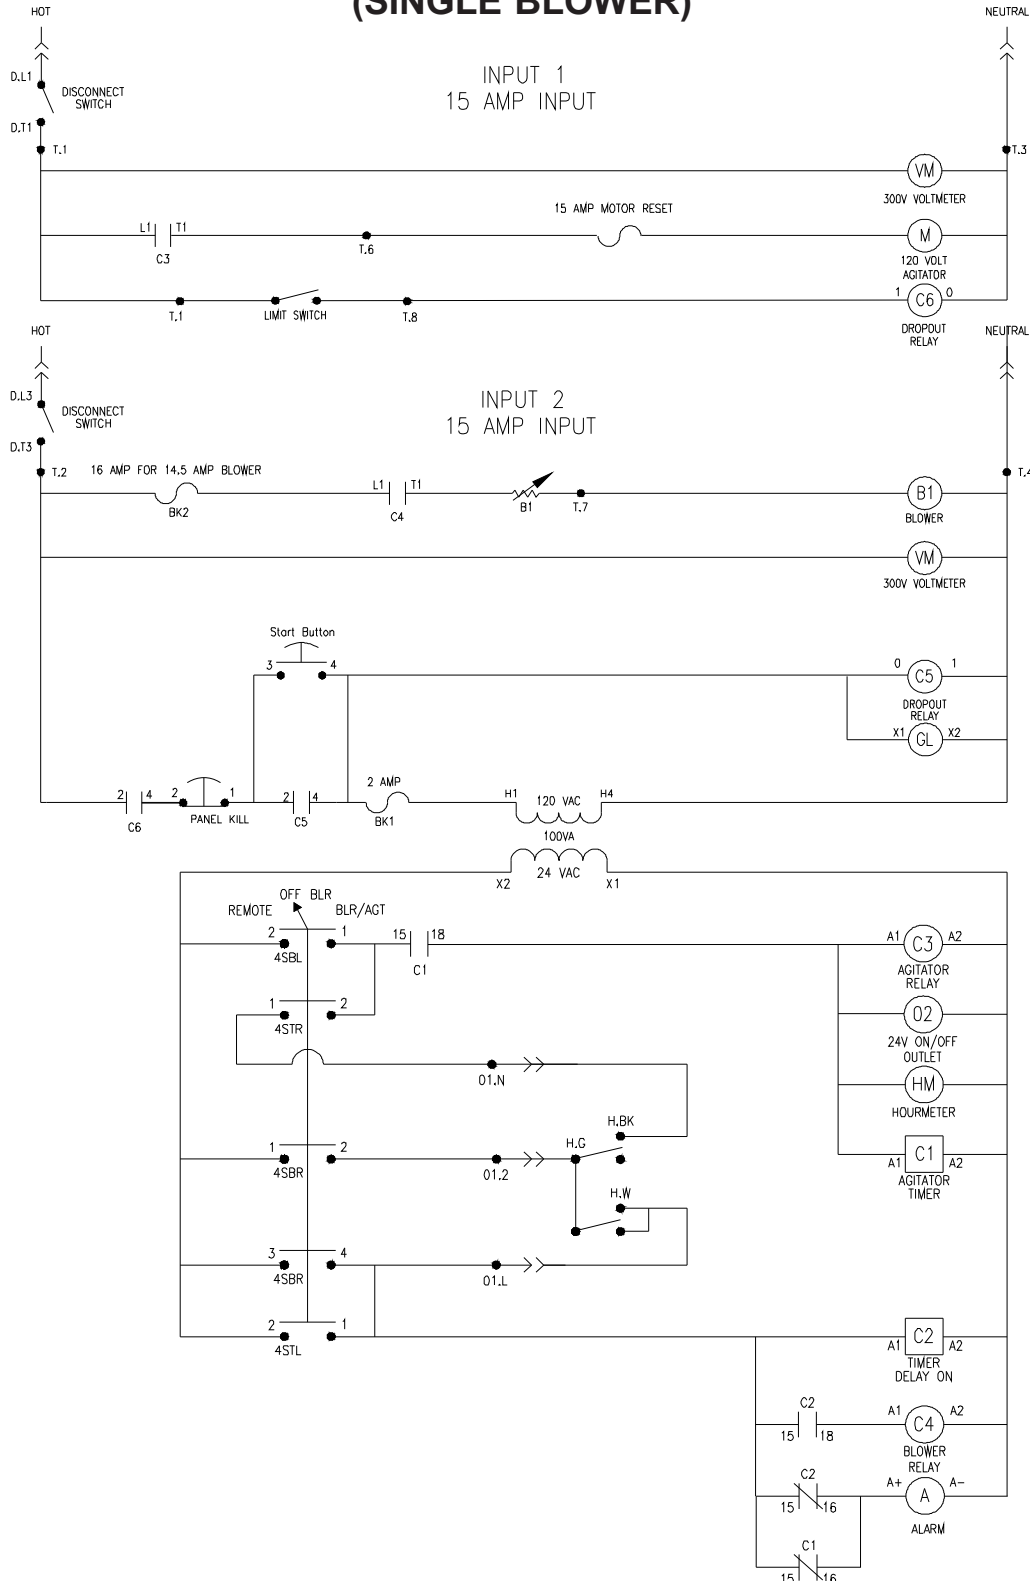 (SINGLE BLOWER)
HOT
NEUTRAL
INPUT 1
15 AMP INPUT
D.L1
DISCONNECT
SWITCH
D.T1
T.1
T.3
VM
300V VOLTMETER
15 AMP MOTOR RESET
L1
T1
C3
T.6
M
120 VOLT
AGITATOR
T.1
LIMIT SWITCH
T.8
1
C6
0
DROPOUT
RELAY
HOT
NEUTRAL
INPUT 2
15 AMP INPUT
D.L3
DISCONNECT
SWITCH
D.T3
T.2
T.4
16 AMP FOR 14.5 AMP BLOWER
BK2
L1
T1
C4
B1
T.7
B1
BLOWER
VM
300V VOLTMETER
Start Button
3
4
0
C5
1
DROPOUT
RELAY
X1
GL
X2
2
4
C6
2
1
PANEL KILL
2
4
C5
2 AMP
BK1
H1
120 VAC
H4
100VA
X2
24 VAC
X1
OFF BLR
REMOTE
BLR/AGT
2
1
4SBL
15
18
C1
A1
C3
A2
AGITATOR
RELAY
1
2
4STR
O2
24V ON/OFF
OUTLET
O1.N
HM
HOURMETER
H.BK
1
2
4SBR
O1.2
H.G
A1
C1
A2
AGITATOR
TIMER
H.W
3
4
4SBR
O1.L
2
1
4STL
A1
C2
A2
TIMER
DELAY ON
C2
15
18
A1
C4
A2
BLOWER
RELAY
C2
15
16
A+
A
A-
ALARM
C1
15
16